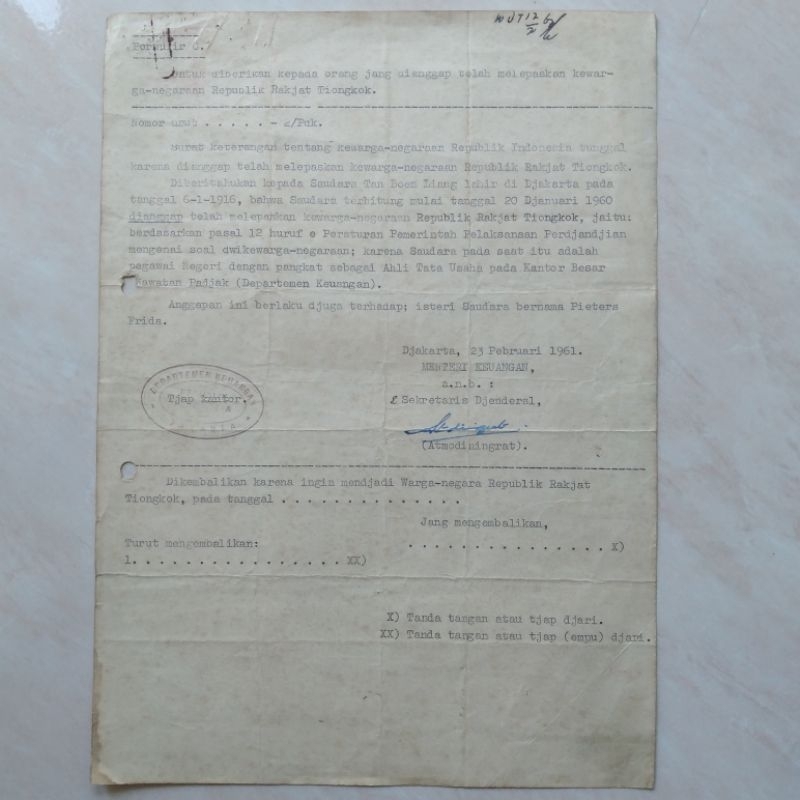 Formulir C.
Untuk diberikan kepada orang jang dianggap telah melepaskan kewar-
ga-negaraan Republik Rakjat Tiongkok.
Nomor urut . . . . . - 2/Puk.
Surat keterangan tentang kewarga-negaraan Republik Indonesia tunggal
karena dianggap telah melepaskan kewarga-negaraan Republik Rakjat Tiongkok.
Diberitahukan kepada Saudara Tan Boen Liang lahir di Djakarta pada
tanggal 6-1-1916, bahwa Saudara terhitung mulai tanggal 20 Djanuari 1960
dianggap telah melepaskan kewarga-negaraan Republik Rakjat Tiongkok, jaitu:
berdasarkan pasal 12 huruf e Peraturan Pemerintah Pelaksanaan Perdjandjian
mengenai soal dwikewarga-negaraan; karena Saudara pada saat itu adalah
pegawai Negeri dengan pangkat sebagai Ahli Tata Usaha pada Kantor Besar
Kawatan Padjak (Departemen Keuangan).
Anggapan ini berlaku djuga terhadap; isteri Saudara bernama Pieters
Frida.
Djakarta, 23 Pebruari 1961.
MENTERI KEUANGAN,
a.n.b. :
Sekretaris Djenderal,
DEPARTEMEN KEUANGAN
Tjap kantor.
(Atmodiningrat).
Dikembalikan karena ingin mendjadi Warga-negara Republik Rakjat
Tiongkok, pada tanggal . . . . . . . . . . . . . .
Jang mengembalikan,
. . . . . . . . . . . . . . . X)
Turut mengembalikan:
1. . . . . . . . . . . . . . . . . XX)
X) Tanda tangan atau tjap djari.
XX) Tanda tangan atau tjap (empu) djari.